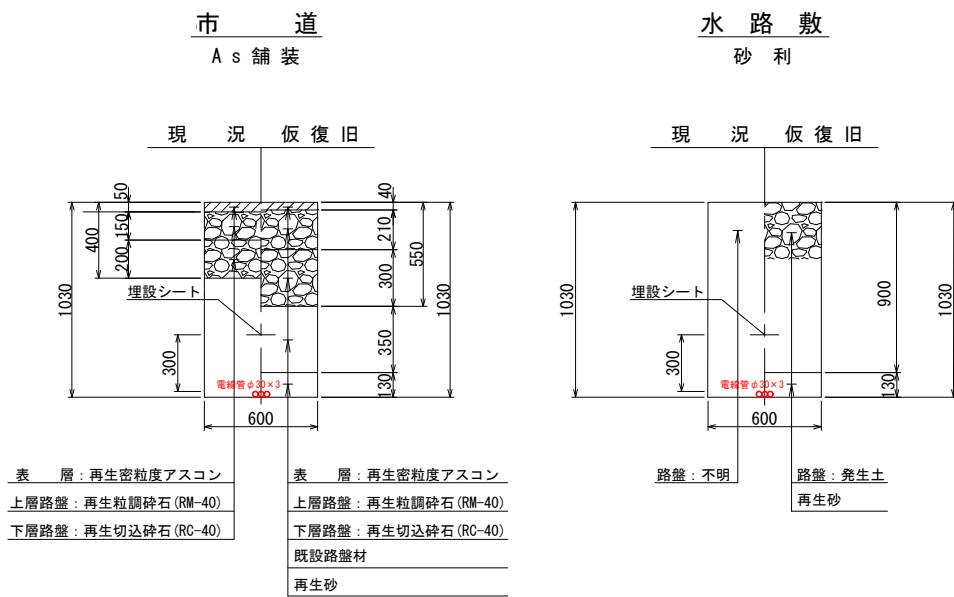 市 道
As舗装
現 況 仮復旧
50
150
400
200
1030
埋設シート
300
電線管φ30×3
600
40
210
550
300
1030
350
130
表 層：再生密粒度アスコン
上層路盤：再生粒調砕石(RM-40)
下層路盤：再生切込砕石(RC-40)
表 層：再生密粒度アスコン
上層路盤：再生粒調砕石(RM-40)
下層路盤：再生切込砕石(RC-40)
既設路盤材
再生砂
水路敷
砂 利
現 況 仮復旧
1030
埋設シート
300
電線管φ30×3
600
900
1030
130
路盤：不明
路盤：発生土
再生砂